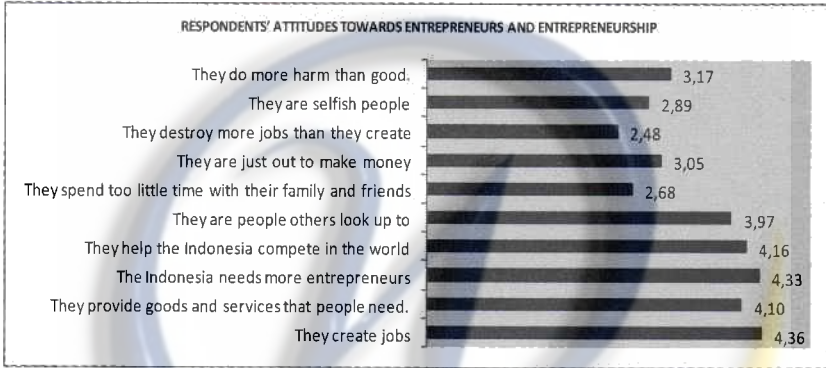 RESPONDENTS' ATTITUDES TOWARDS ENTREPRENEURS AND ENTREPRENEURSHIP
They do more harm than good. 3,17
They are selfish people 2,89
They destroy more jobs than they create 2,48
They are just out to make money 3,05
They spend too little time with their family and friends 2,68
They are people others look up to 3,97
They help the Indonesia compete in the world 4,16
The Indonesia needs more entrepreneurs 4,33
They provide goods and services that people need. 4,10
They create jobs 4,36